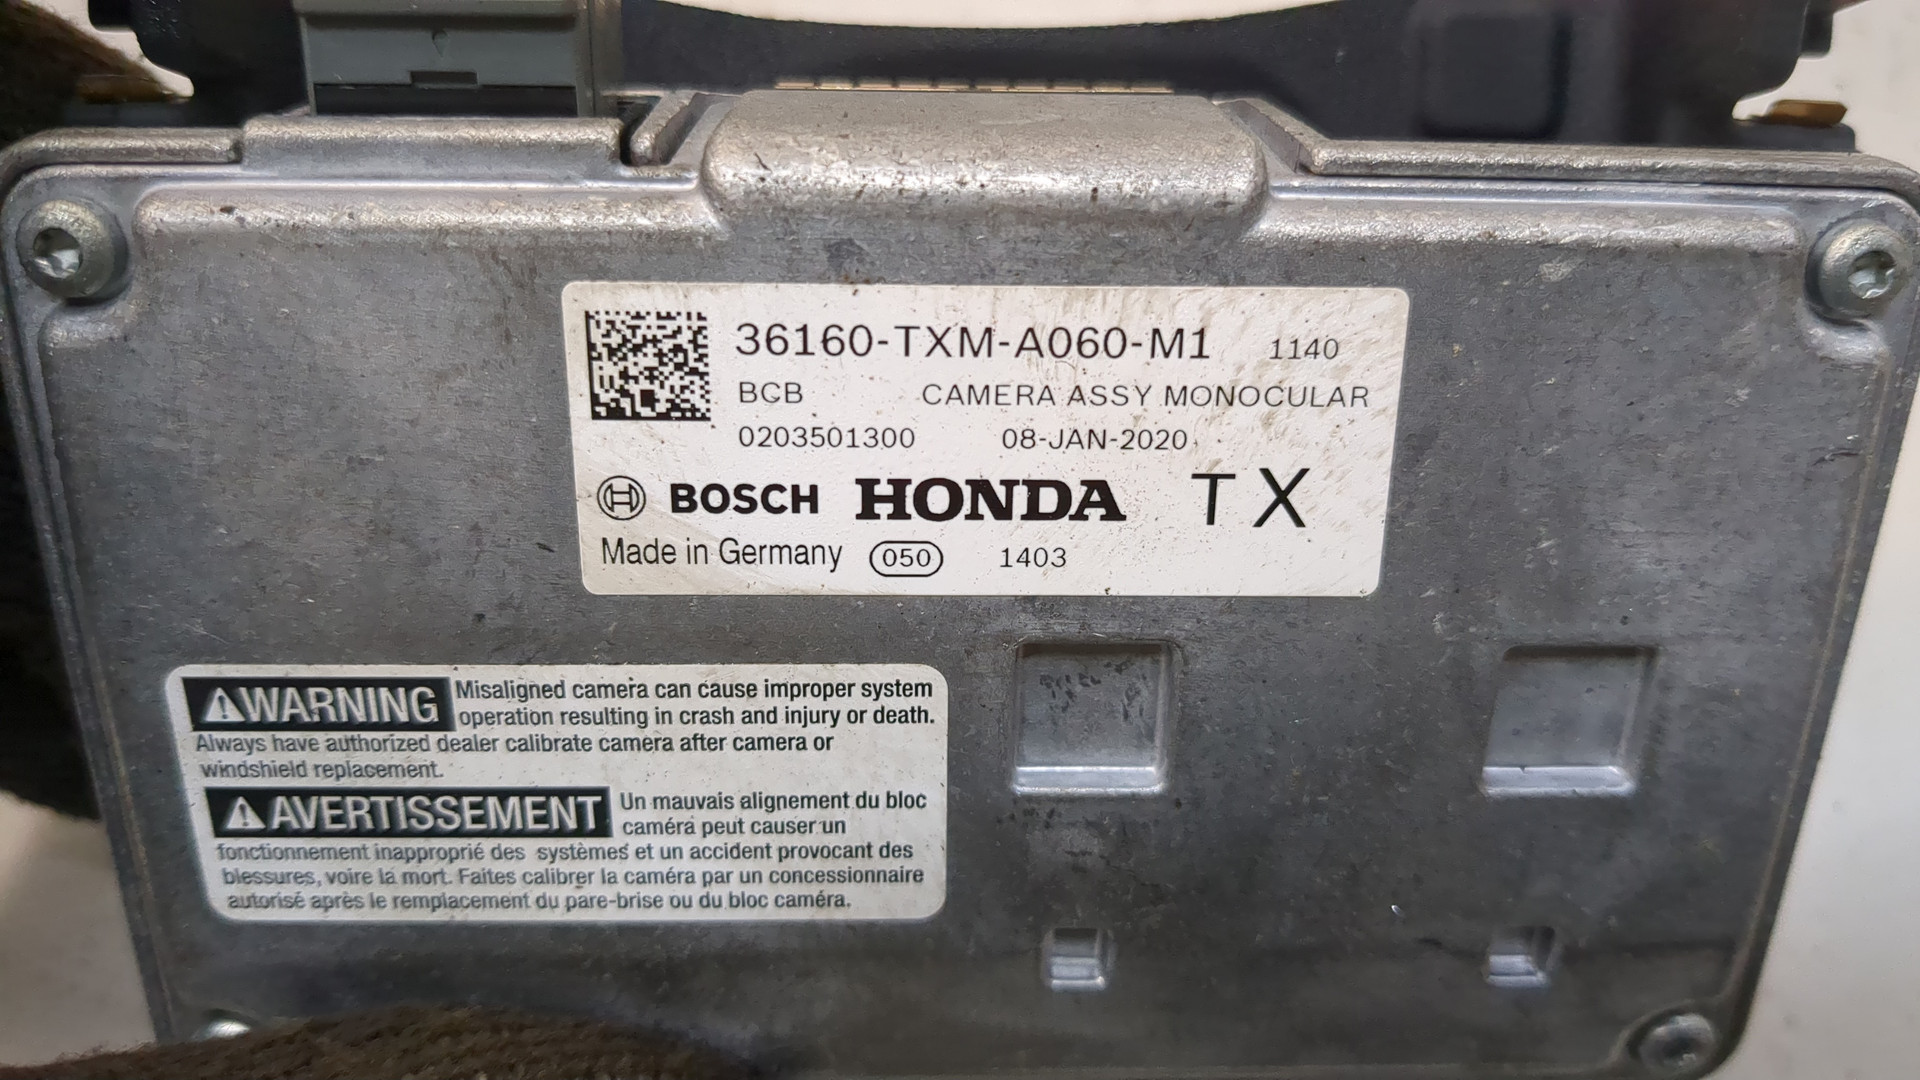 36160-TXM-A060-M1 1140
BCB CAMERA ASSY MONOCULAR
0203501300 08-JAN-2020
BOSCH HONDA TX
Made in Germany 050 1403
WARNING Misaligned camera can cause improper system
operation resulting in crash and injury or death.
Always have authorized dealer calibrate camera after camera or
windshield replacement.
AVERTISSEMENT Un mauvais alignement du bloc
caméra peut causer un
fonctionnement inapproprié des systèmes et un accident provocant des
blessures, voire la mort. Faites calibrer la caméra par un concessionnaire
autorisé après le remplacement du pare-brise ou du bloc caméra.